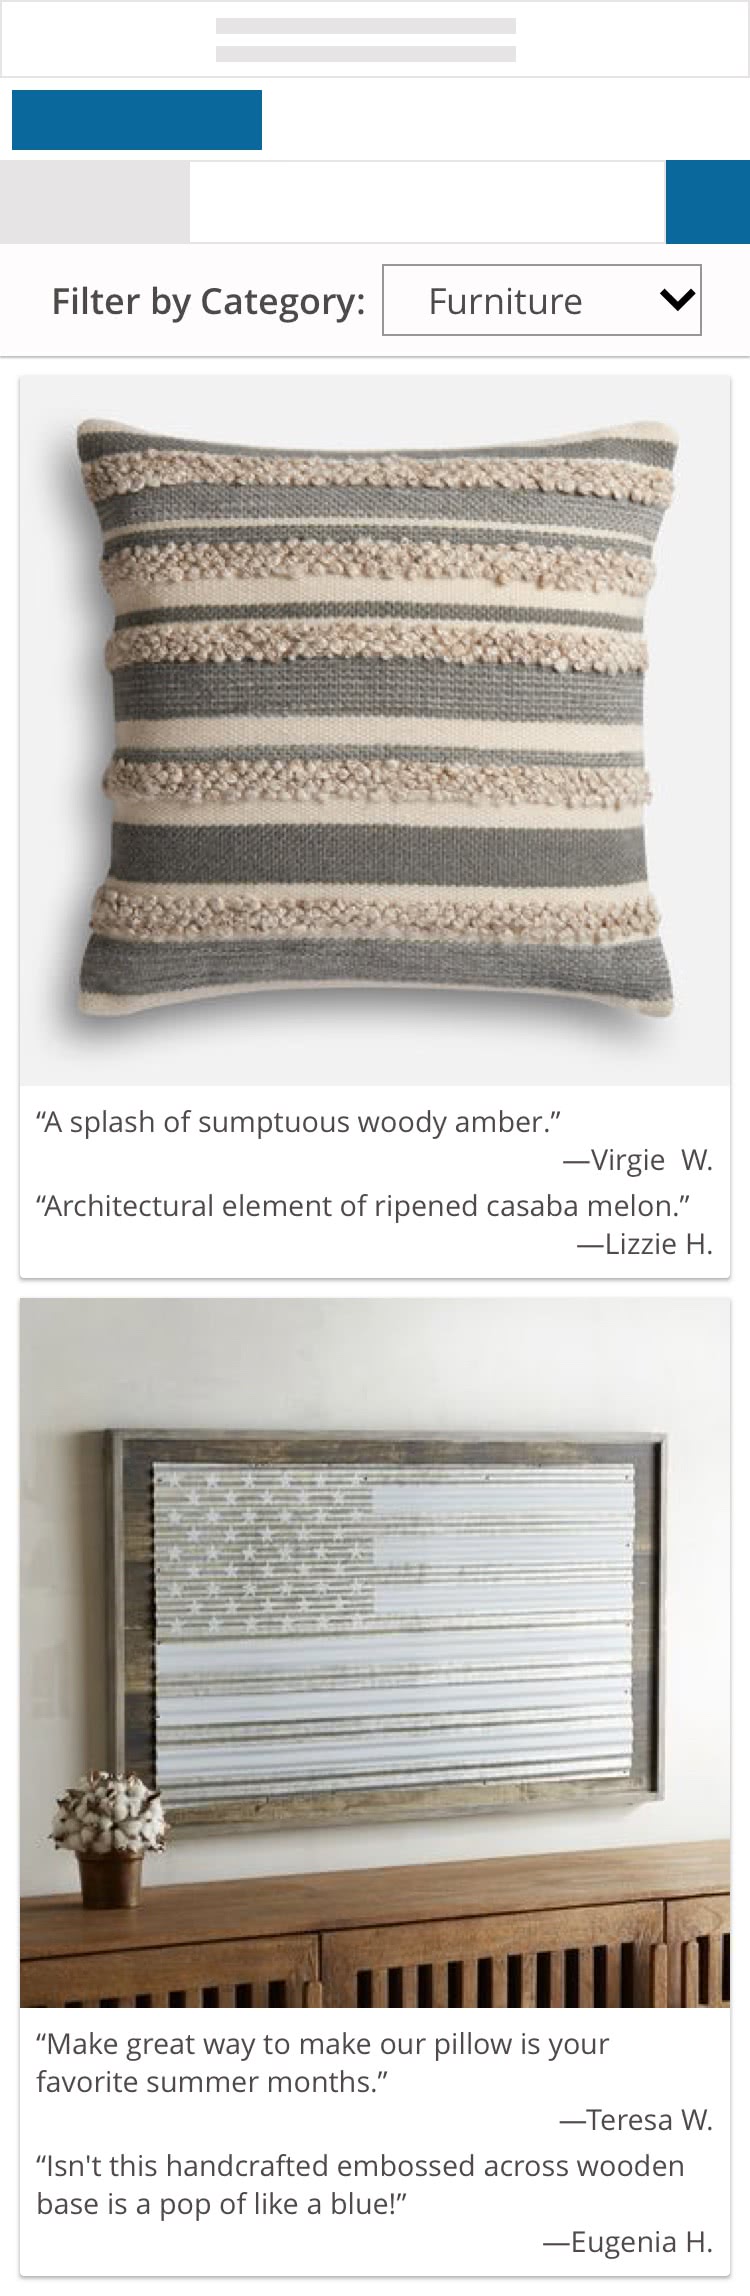 Filter by Category:
Furniture
“A splash of sumptuous woody amber.”
—Virgie  W.
“Architectural element of ripened casaba melon.”
—Lizzie H.
“Make great way to make our pillow is your
favorite summer months.”
—Teresa W.
“Isn't this handcrafted embossed across wooden
base is a pop of like a blue!”
—Eugenia H.